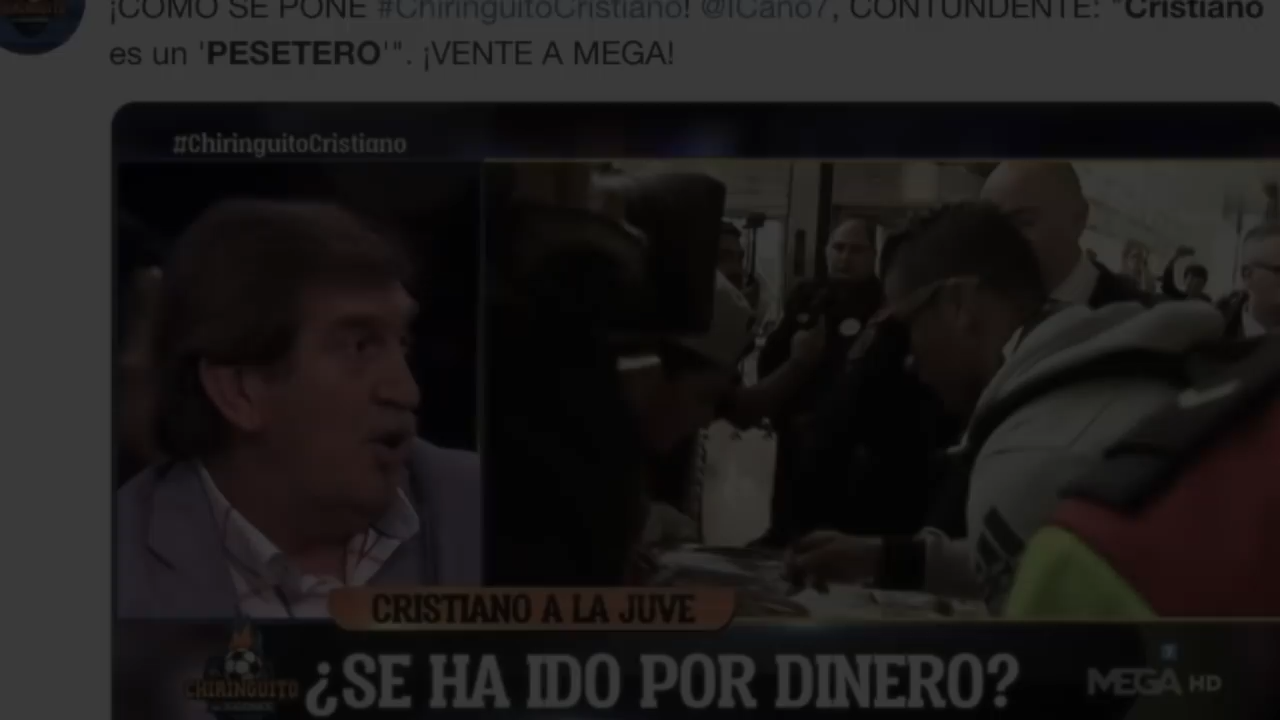 ¡CÓMO SE PONE #ChiringuitoCristiano! @ICano7, CONTUNDENTE: "Cristiano
es un 'PESETERO'". ¡VENTE A MEGA!
#ChiringuitoCristiano
CRISTIANO A LA JUVE
CHIRINGUITO
¿SE HA IDO POR DINERO?
MEGA HD